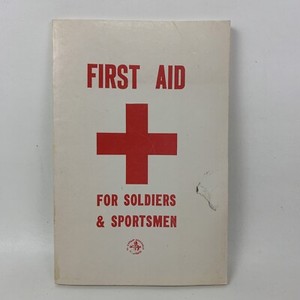 FIRST AID
FOR SOLDIERS
& SPORTSMEN